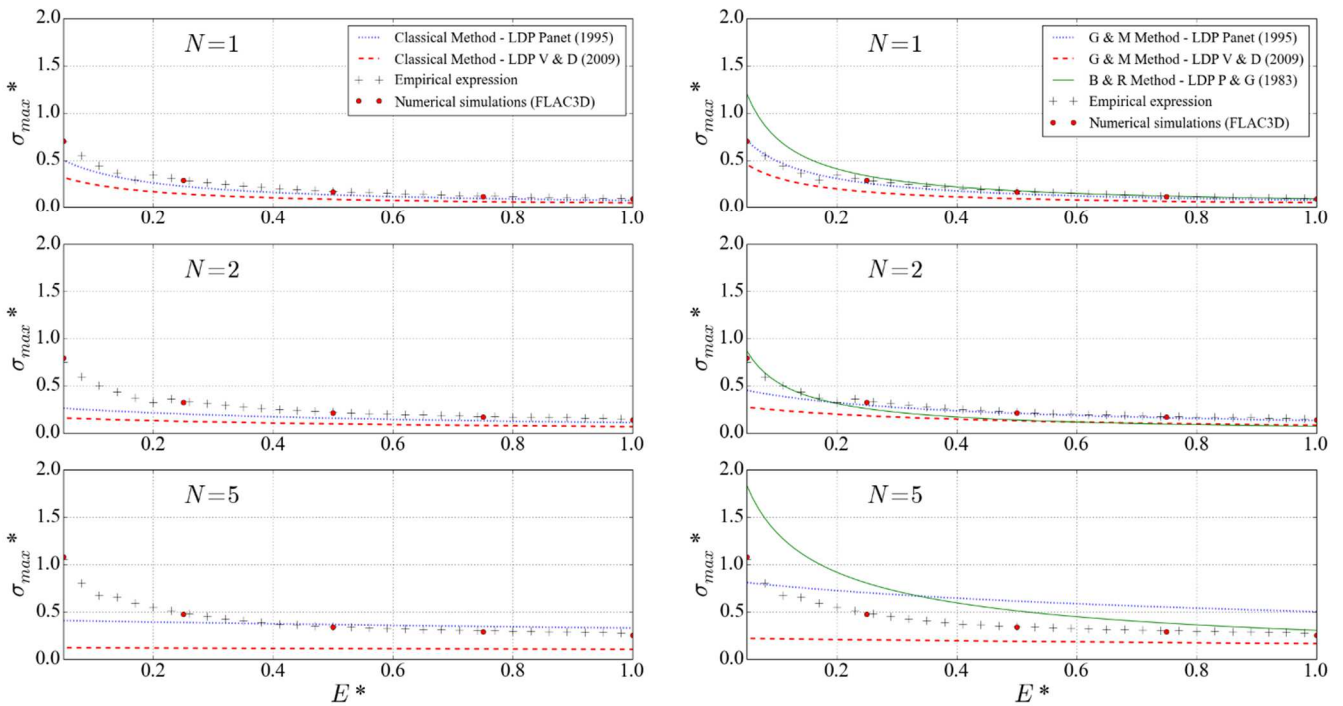 2.0
1.5
1.0
0.5
0.0
σmax*
N=1
Classical Method - LDP Panet (1995)
Classical Method - LDP V & D (2009)
Empirical expression
Numerical simulations (FLAC3D)
0.2 0.4 0.6 0.8 1.0
2.0
1.5
1.0
0.5
0.0
σmax*
N=1
G & M Method - LDP Panet (1995)
G & M Method - LDP V & D (2009)
B & R Method - LDP P & G (1983)
Empirical expression
Numerical simulations (FLAC3D)
0.2 0.4 0.6 0.8 1.0
2.0
1.5
1.0
0.5
0.0
σmax*
N=2
0.2 0.4 0.6 0.8 1.0
2.0
1.5
1.0
0.5
0.0
σmax*
N=2
0.2 0.4 0.6 0.8 1.0
2.0
1.5
1.0
0.5
0.0
σmax*
N=5
0.2 0.4 0.6 0.8 1.0
E*
2.0
1.5
1.0
0.5
0.0
σmax*
N=5
0.2 0.4 0.6 0.8 1.0
E*